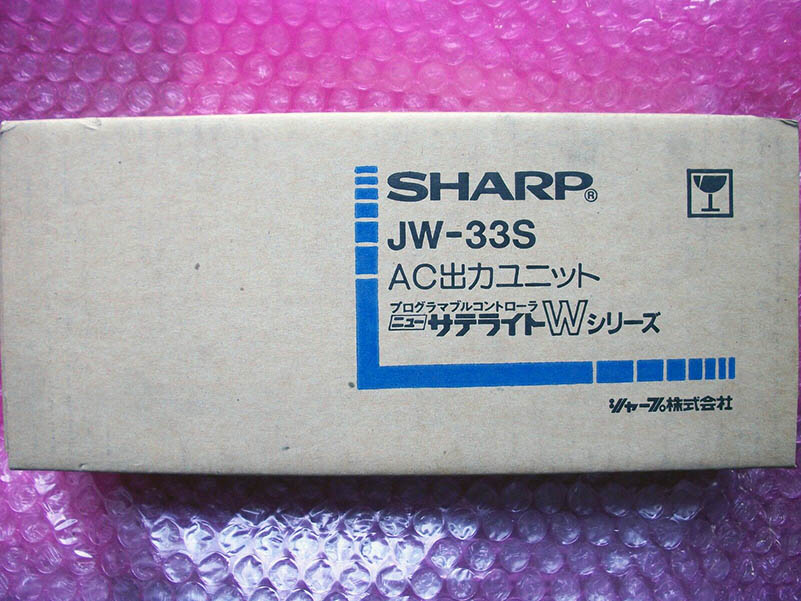 SHARP®
JW-33S
AC出力ユニット
プログラマブルコントローラ
ニューサテライトWシリーズ
シャープ株式会社